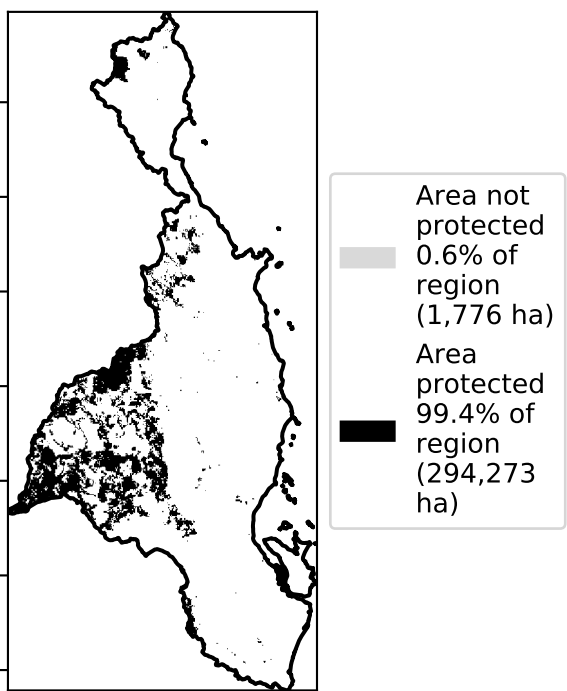 Area not
protected
0.6% of
region
(1,776 ha)
Area
protected
99.4% of
region
(294,273
ha)